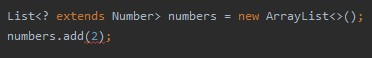 List<? extends Number> numbers = new ArrayList<>();
numbers.add(2);